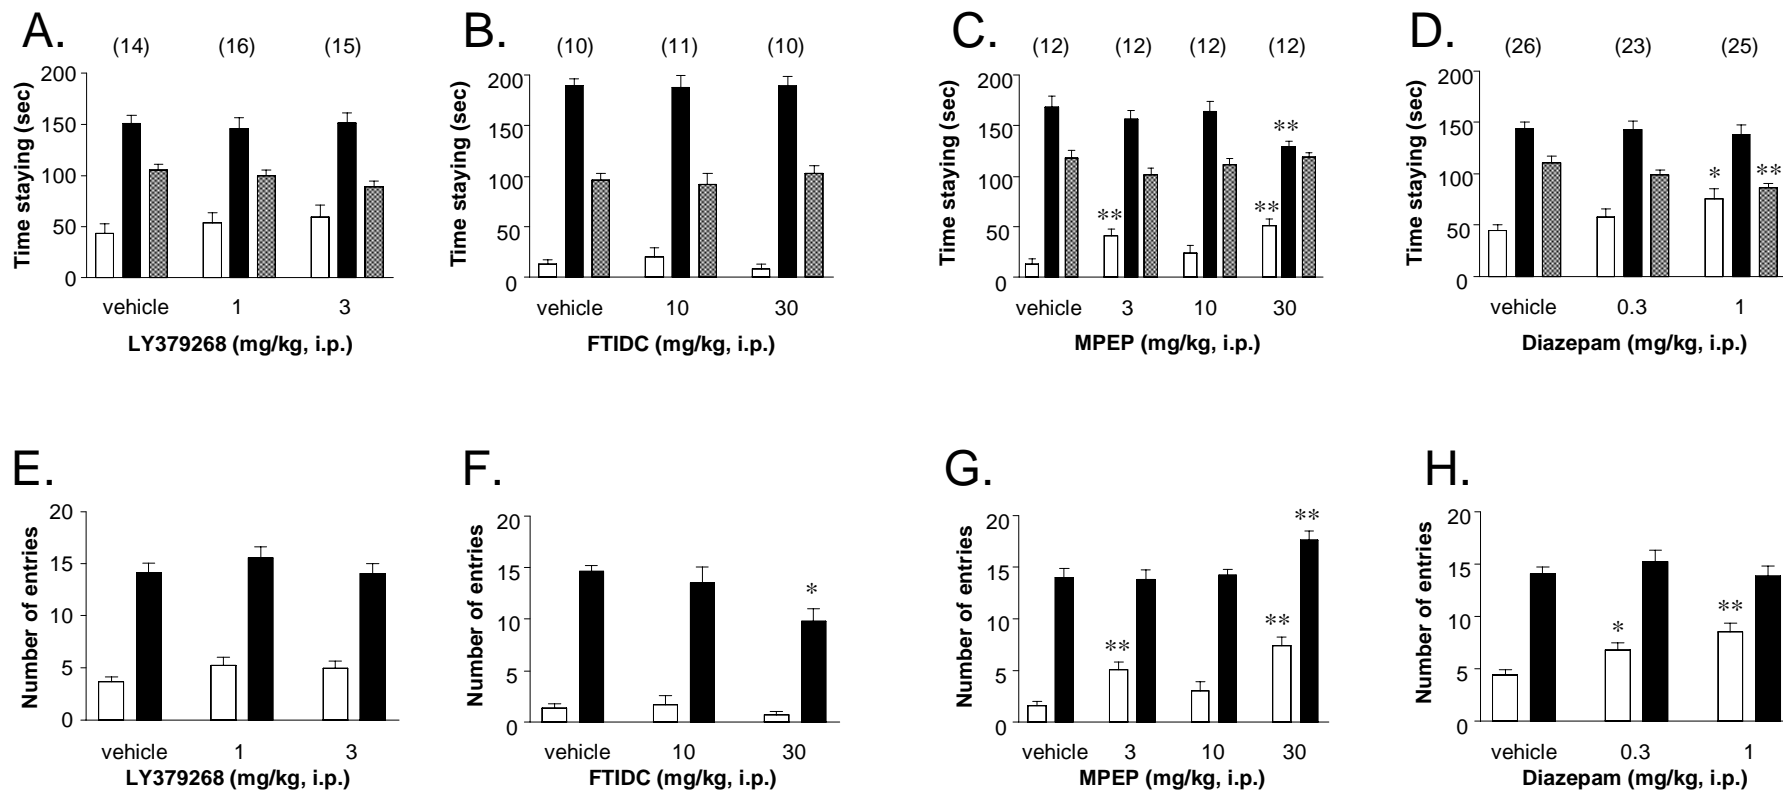 A. B. C. D.
(14) (16) (15) (10) (11) (10) (12) (12) (12) (12) (26) (23) (25)
Time staying (sec)
200
150
100
50
0
vehicle 1 3
LY379268 (mg/kg, i.p.)
Time staying (sec)
200
150
100
50
0
vehicle 10 30
FTIDC (mg/kg, i.p.)
Time staying (sec)
200
150
100
50
0
** ** **
vehicle 3 10 30
MPEP (mg/kg, i.p.)
Time staying (sec)
200
150
100
50
0
* **
vehicle 0.3 1
Diazepam (mg/kg, i.p.)
E. F. G. H.
Number of entries
20
15
10
5
0
vehicle 1 3
LY379268 (mg/kg, i.p.)
Number of entries
20
15
10
5
0
*
vehicle 10 30
FTIDC (mg/kg, i.p.)
Number of entries
20
15
10
5
0
** ** **
vehicle 3 10 30
MPEP (mg/kg, i.p.)
Number of entries
20
15
10
5
0
* **
vehicle 0.3 1
Diazepam (mg/kg, i.p.)